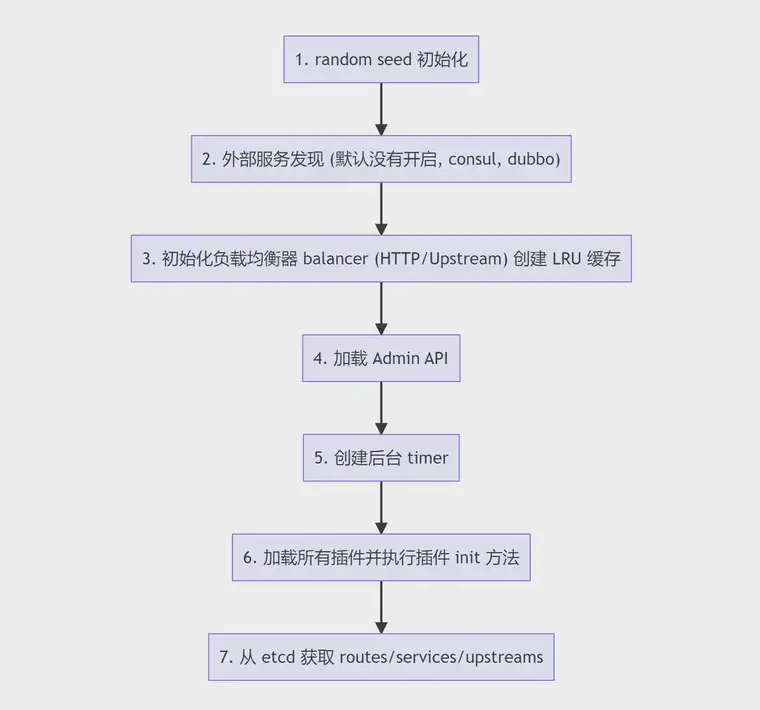 1. random seed 初始化
2. 外部服务发现 (默认没有开启, consul, dubbo)
3. 初始化负载均衡器 balancer (HTTP/Upstream) 创建 LRU 缓存
4. 加载 Admin API
5. 创建后台 timer
6. 加载所有插件并执行插件 init 方法
7. 从 etcd 获取 routes/services/upstreams